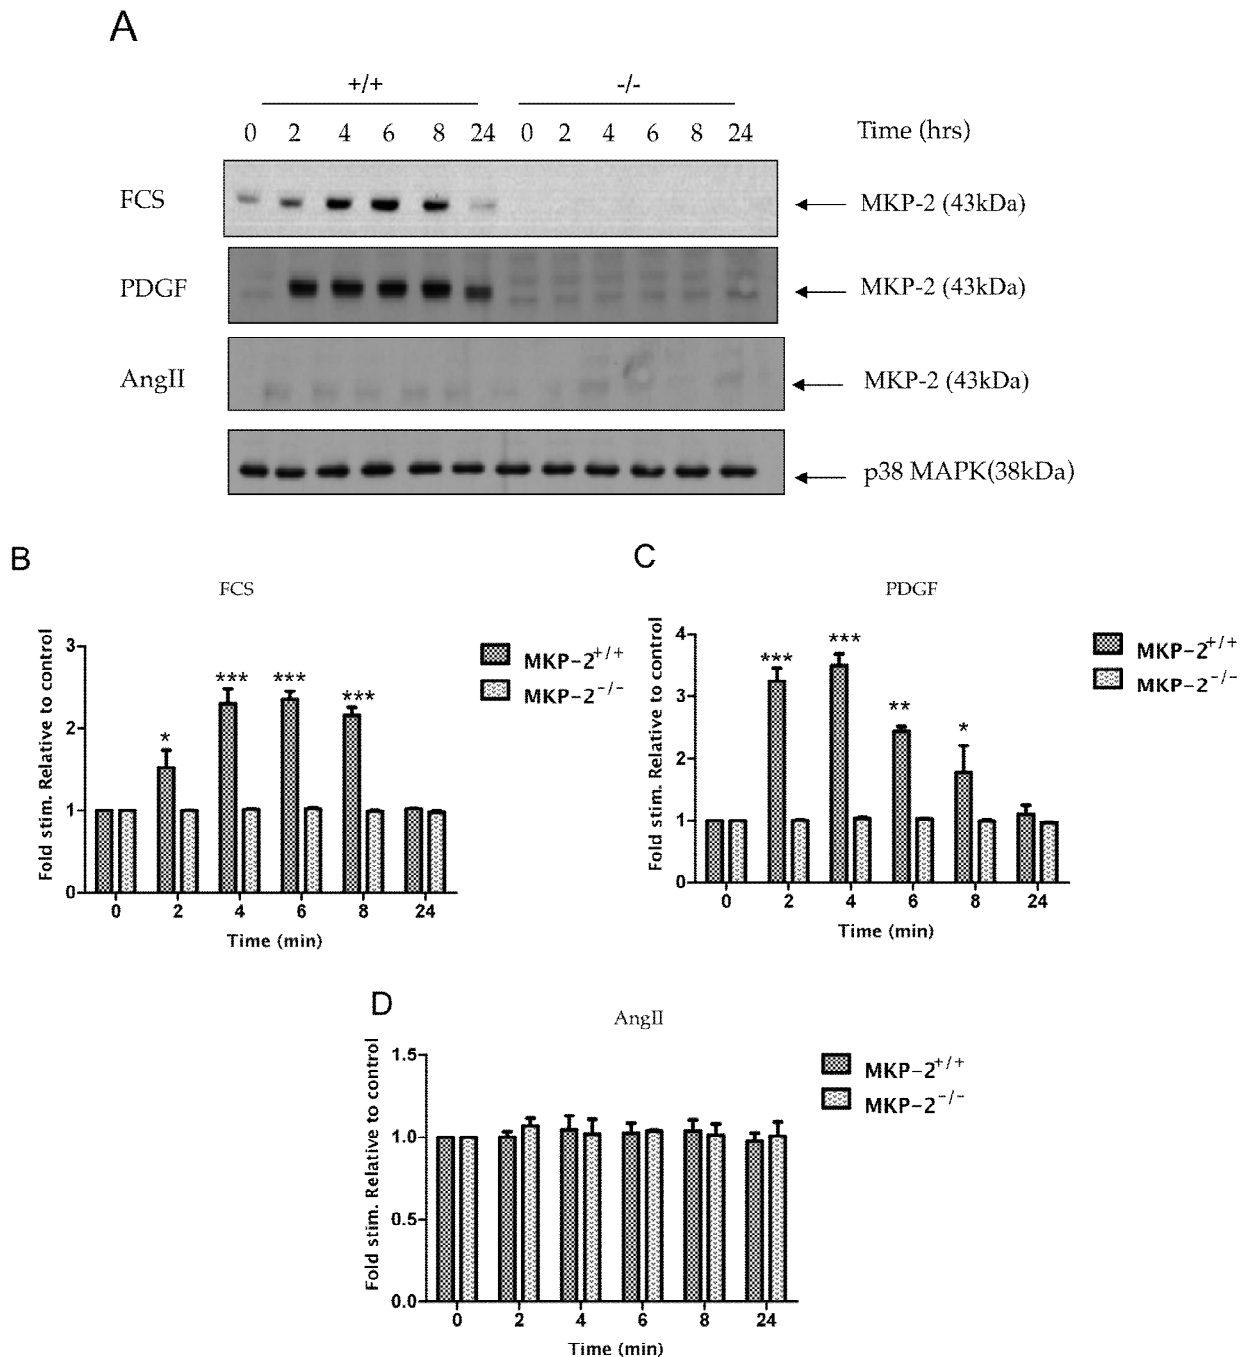 A
+/+ -/-
0 2 4 6 8 24 0 2 4 6 8 24 Time (hrs)
FCS MKP-2 (43kDa)
PDGF MKP-2 (43kDa)
AngII MKP-2 (43kDa)
p38 MAPK(38kDa)
B
FCS
Fold stim. Relative to control
3
2
1
0
0 2 4 6 8 24
Time (min)
* *** *** ***
MKP-2+/+
MKP-2-/-
C
PDGF
Fold stim. Relative to control
4
3
2
1
0
0 2 4 6 8 24
Time (min)
*** *** ** *
MKP-2+/+
MKP-2-/-
D
AngII
Fold stim. Relative to control
1.5
1.0
0.5
0.0
0 2 4 6 8 24
Time (min)
MKP-2+/+
MKP-2-/-